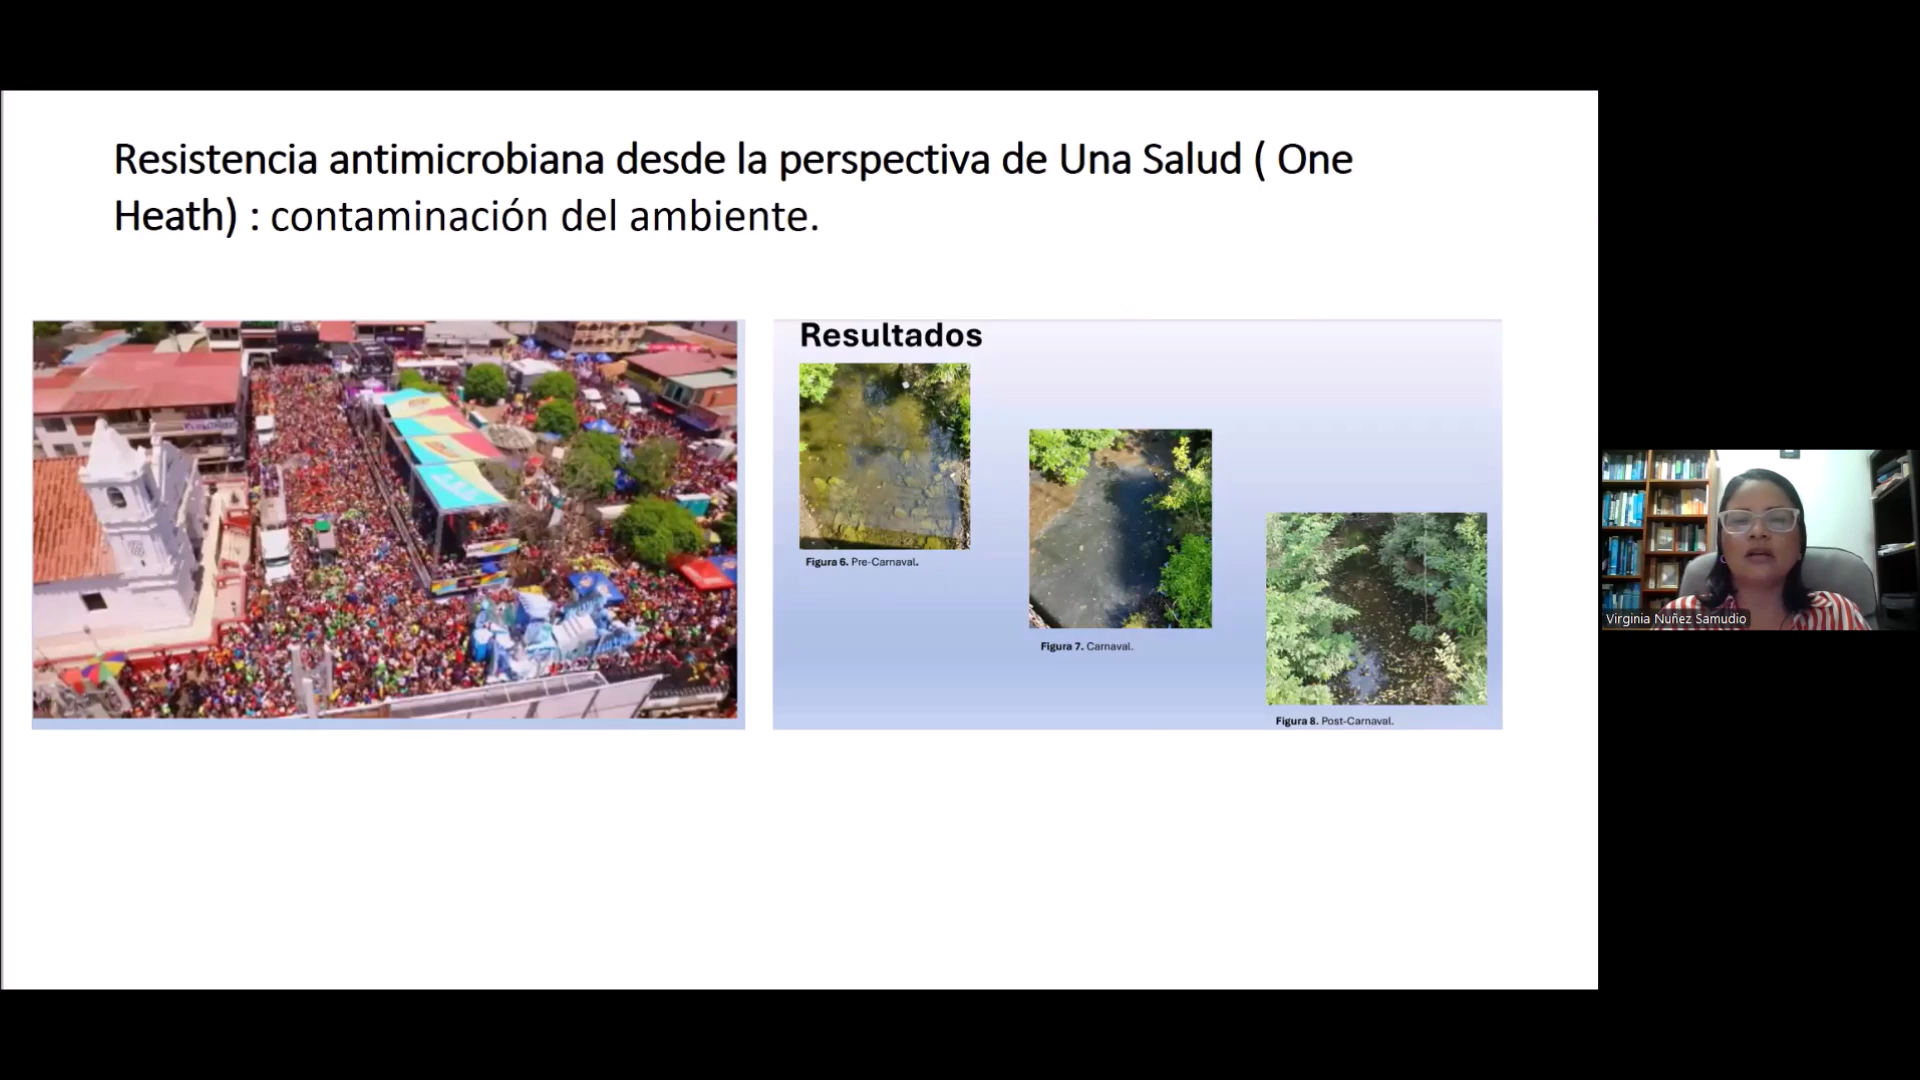 Resistencia antimicrobiana desde la perspectiva de Una Salud ( One
Heath) : contaminación del ambiente.
Resultados
Figura 6. Pre-Carnaval.
Figura 7. Carnaval.
Figura 8. Post-Carnaval.
Virginia Nuñez Samudio